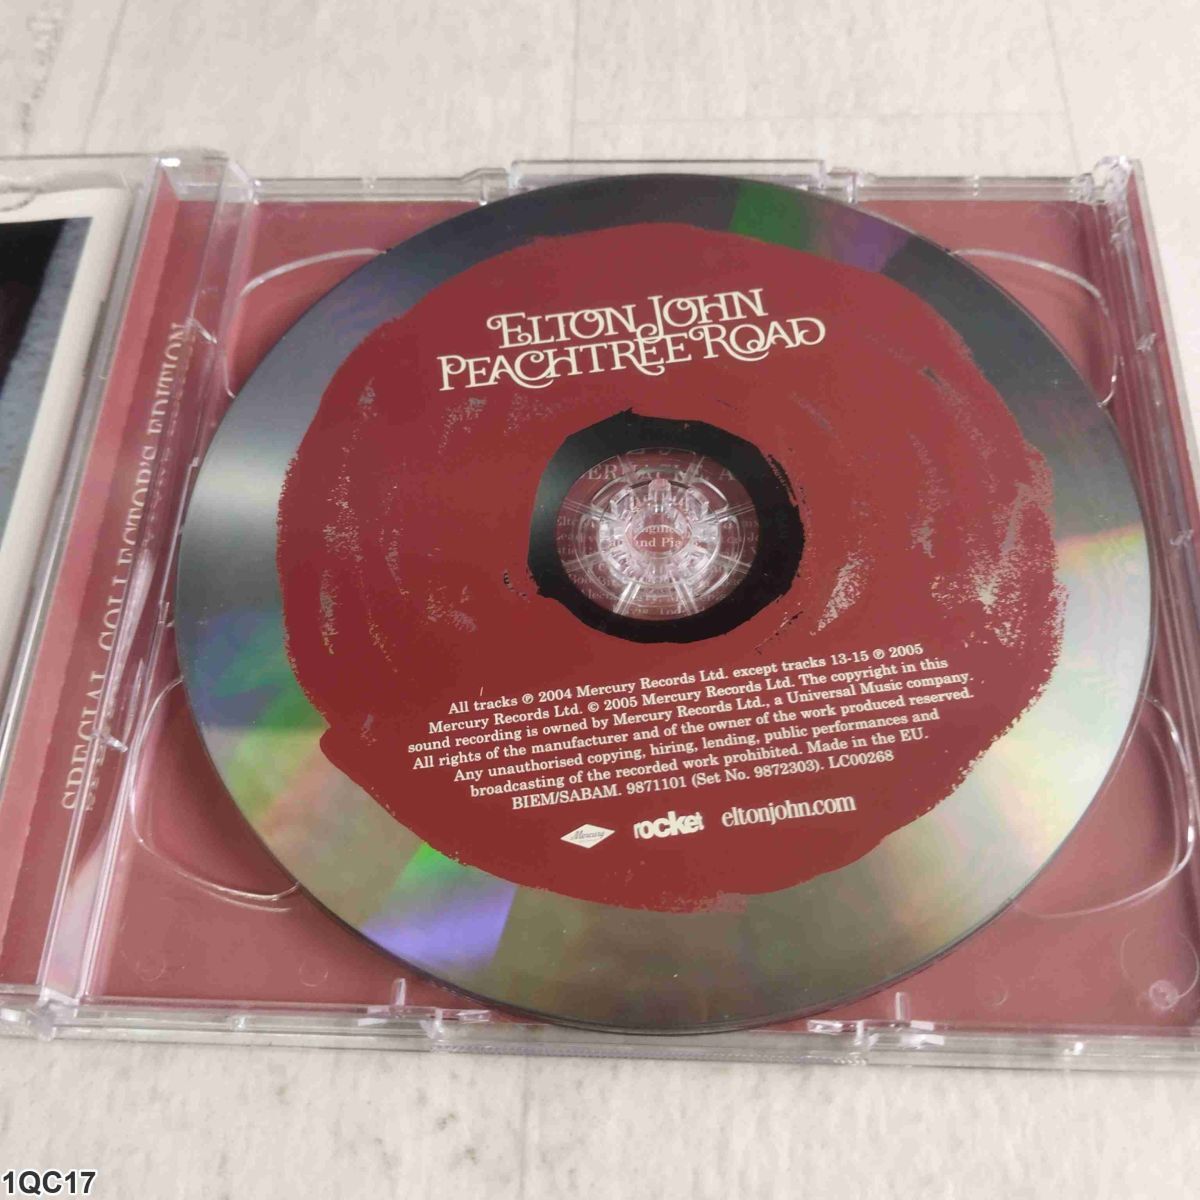 ELTON JOHN
PEACHTREE ROAD
All tracks ℗ 2004 Mercury Records Ltd. except tracks 13-15 ℗ 2005
Mercury Records Ltd. © 2005 Mercury Records Ltd. The copyright in this
sound recording is owned by Mercury Records Ltd., a Universal Music company.
All rights of the manufacturer and of the owner of the work produced reserved.
Any unauthorised copying, hiring, lending, public performances and
broadcasting of the recorded work prohibited. Made in the EU.
BIEM/SABAM. 9871101 (Set No. 9872303). LC00268
Mercury rocket eltonjohn.com
SPECIAL COLLECTOR'S EDITION
1QC17